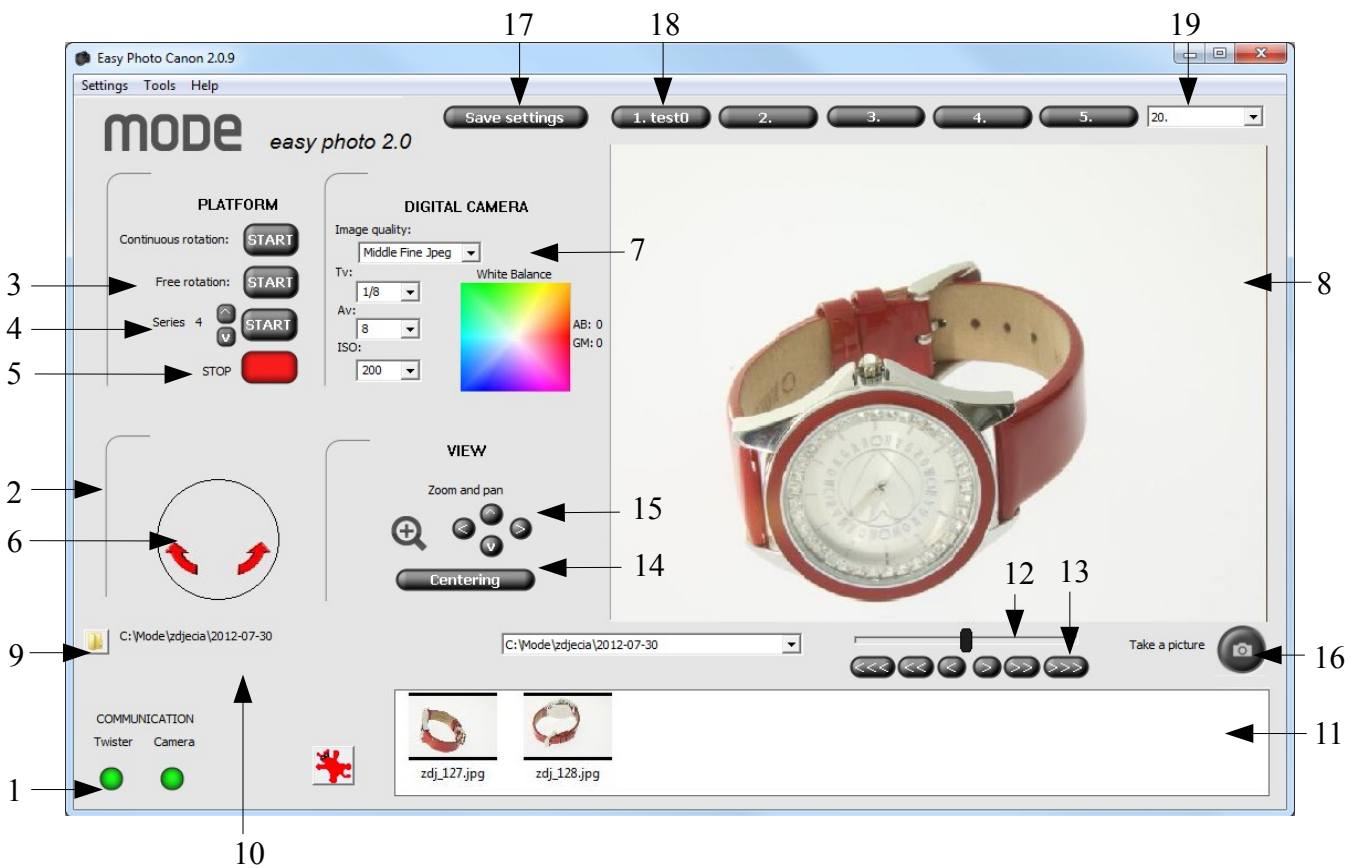 17 18 19
Easy Photo Canon 2.0.9
Settings Tools Help
Save settings 1. test0 2. 3. 4. 5. 20.
MODE easy photo 2.0
PLATFORM
Continuous rotation: START
3 Free rotation: START
4 Series 4 ^ v START
5 STOP
DIGITAL CAMERA
Image quality:
Middle Fine Jpeg 7
Tv: White Balance
1/8
Av:
8 AB: 0
ISO: GM: 0
200
8
2
6
VIEW
Zoom and pan
^ < > v 15
Centering 14
12 13
9 C:\Mode\zdjecia\2012-07-30
C:\Mode\zdjecia\2012-07-30
<<< << < > >> >>>
Take a picture 16
COMMUNICATION
Twister Camera
1
zdj_127.jpg zdj_128.jpg
11
10